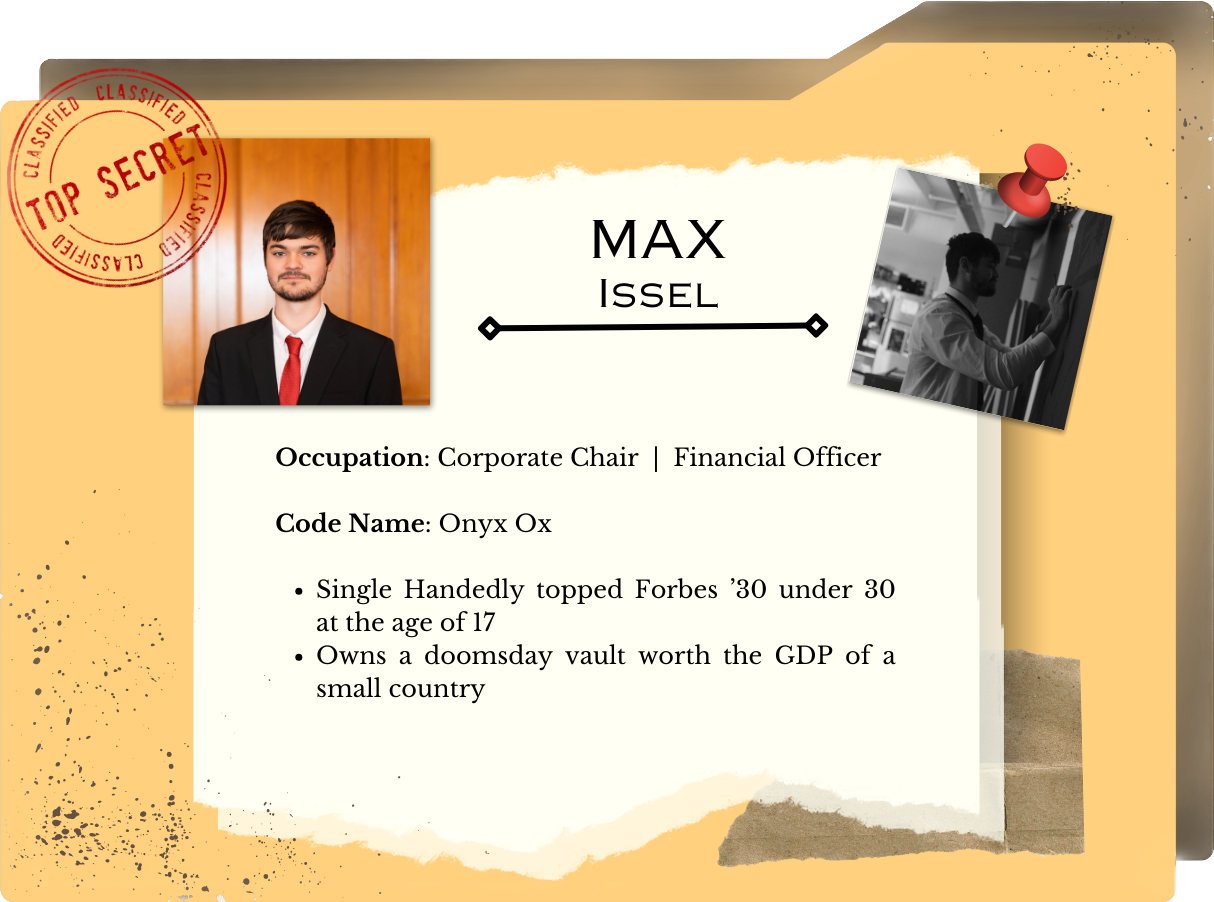 CLASSIFIED
CLASSIFIED
TOP SECRET
CLASSIFIED
CLASSIFIED
MAX
ISSEL
Occupation: Corporate Chair | Financial Officer
Code Name: Onyx Ox
• Single Handedly topped Forbes ’30 under 30
at the age of 17
• Owns a doomsday vault worth the GDP of a
small country